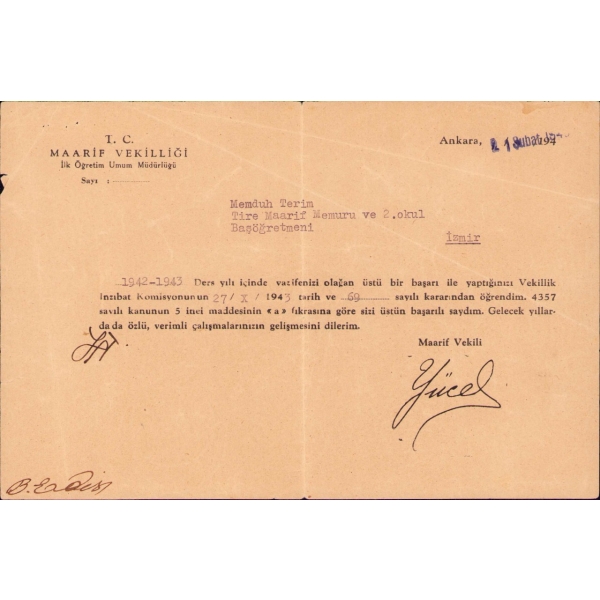 T. C.
MAARİF VEKİLLİĞİ
İlk Öğretim Umum Müdürlüğü
Sayı :
Ankara, Şubat 194
Memduh Terim
Tire Maarif Memuru ve 2.okul
Başöğretmeni
İzmir
1942-1943 Ders yılı içinde vazifenizi olağan üstü bir başarı ile yaptığınızı Vekillik
İnzıbat Komisyonunun 27/ X / 1943 tarih ve 69 sayılı kararından öğrendim. 4357
sayılı kanunun 5 inci maddesinin «a» fıkrasına göre sizi üstün başarılı saydım. Gelecek yıllar-
da da özlü, verimli çalışmalarınızın gelişmesini dilerim.
Maarif Vekili
Yücel